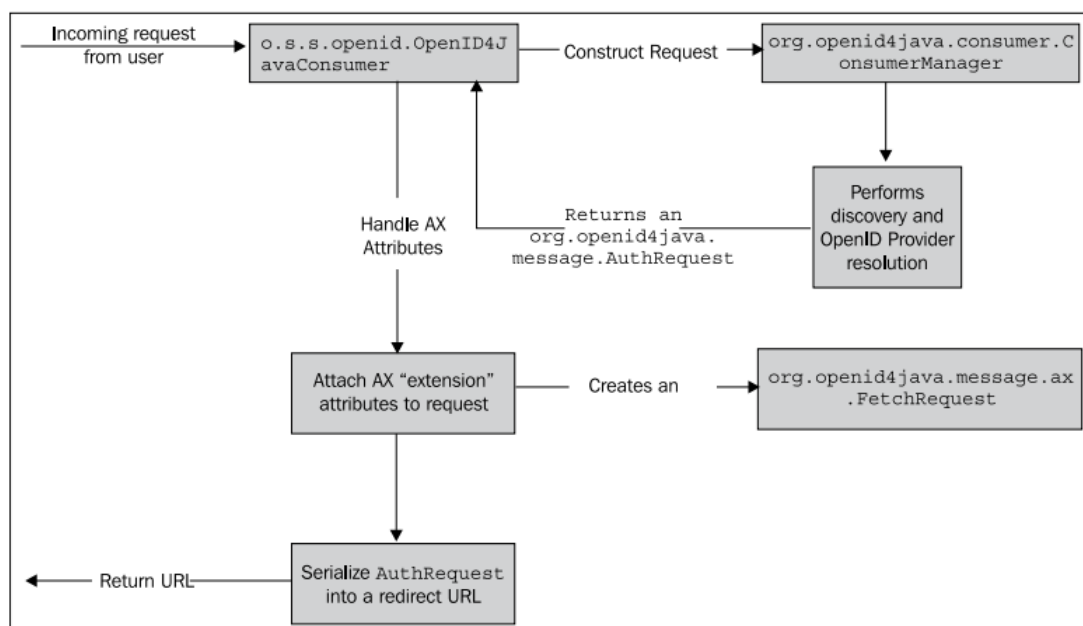 Incoming request
from user
o.s.s.openid.OpenID4J
avaConsumer
Construct Request
org.openid4java.consumer.C
onsumerManager
Handle AX
Attributes
Returns an
org.openid4java.
message.AuthRequest
Performs
discovery and
OpenID Provider
resolution
Attach AX “extension”
attributes to request
Creates an
org.openid4java.message.ax
.FetchRequest
Return URL
Serialize AuthRequest
into a redirect URL